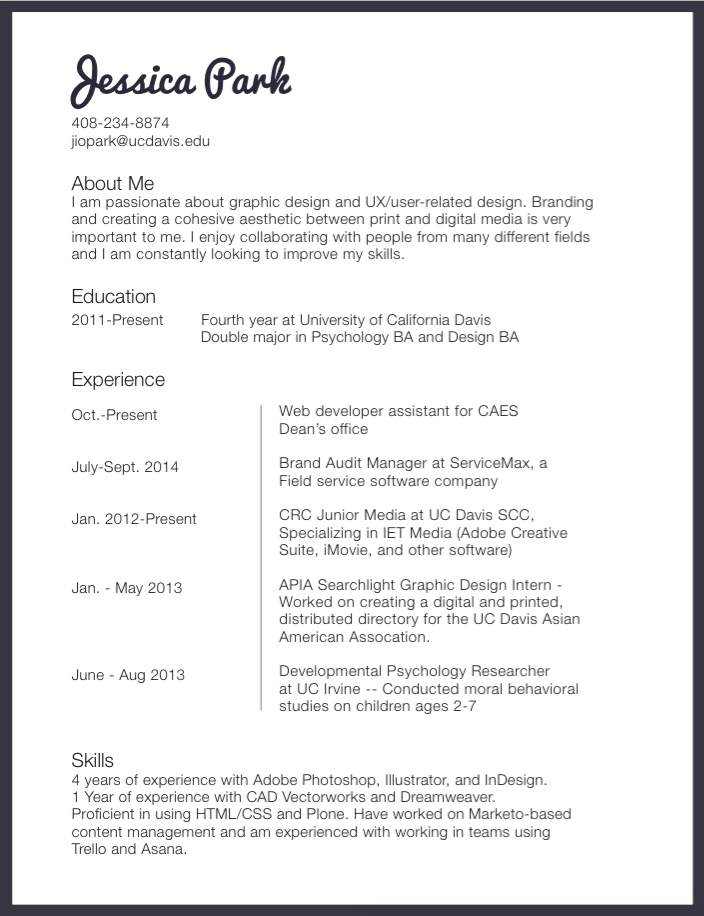 Jessica Park
408-234-8874
jiopark@ucdavis.edu
About Me
I am passionate about graphic design and UX/user-related design. Branding
and creating a cohesive aesthetic between print and digital media is very
important to me. I enjoy collaborating with people from many different fields
and I am constantly looking to improve my skills.
Education
2011-Present Fourth year at University of California Davis
Double major in Psychology BA and Design BA
Experience
Oct.-Present Web developer assistant for CAES
Dean's office
July-Sept. 2014 Brand Audit Manager at ServiceMax, a
Field service software company
Jan. 2012-Present CRC Junior Media at UC Davis SCC,
Specializing in IET Media (Adobe Creative
Suite, iMovie, and other software)
Jan. - May 2013 APIA Searchlight Graphic Design Intern -
Worked on creating a digital and printed,
distributed directory for the UC Davis Asian
American Assocation.
June - Aug 2013 Developmental Psychology Researcher
at UC Irvine -- Conducted moral behavioral
studies on children ages 2-7
Skills
4 years of experience with Adobe Photoshop, Illustrator, and InDesign.
1 Year of experience with CAD Vectorworks and Dreamweaver.
Proficient in using HTML/CSS and Plone. Have worked on Marketo-based
content management and am experienced with working in teams using
Trello and Asana.